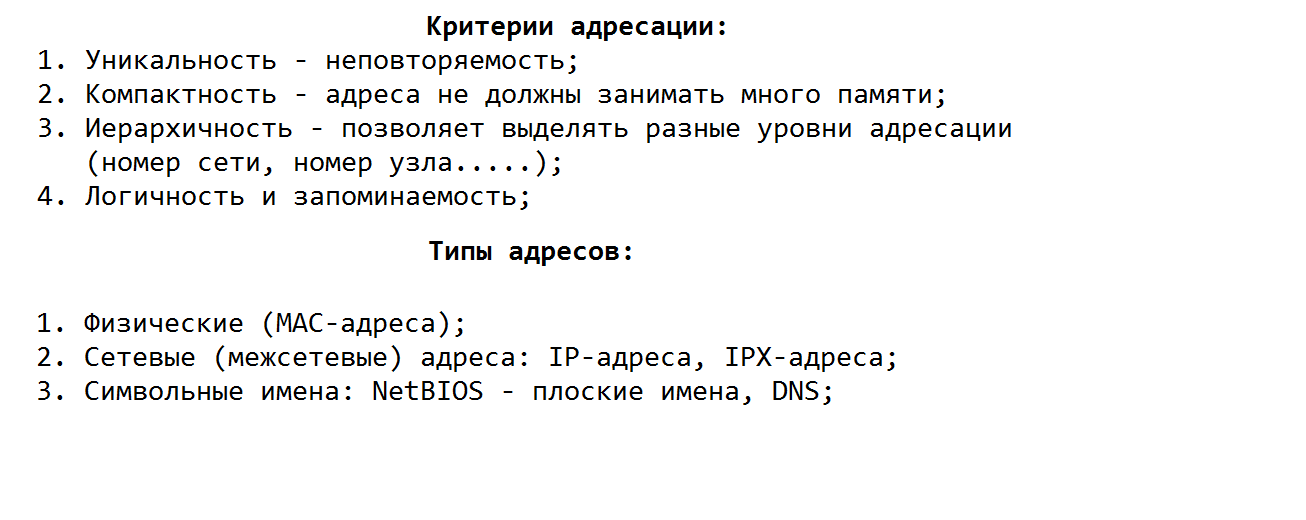 Критерии адресации:
1. Уникальность - неповторяемость;
2. Компактность - адреса не должны занимать много памяти;
3. Иерархичность - позволяет выделять разные уровни адресации
(номер сети, номер узла.....);
4. Логичность и запоминаемость;
Типы адресов:
1. Физические (MAC-адреса);
2. Сетевые (межсетевые) адреса: IP-адреса, IPX-адреса;
3. Символьные имена: NetBIOS - плоские имена, DNS;